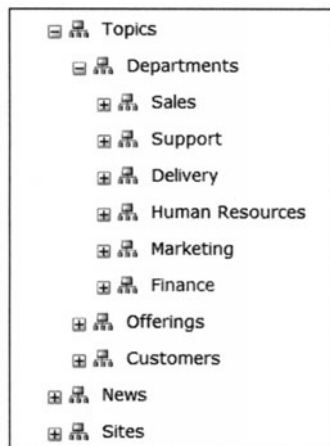 Topics
Departments
Sales
Support
Delivery
Human Resources
Marketing
Finance
Offerings
Customers
News
Sites